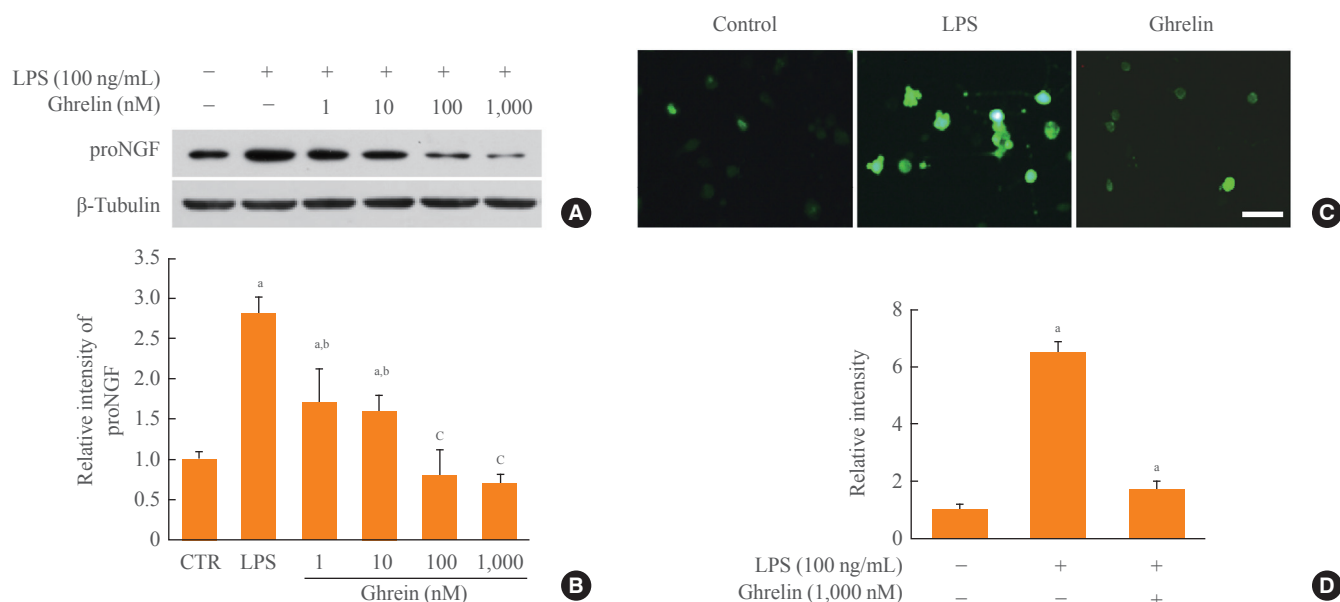 LPS (100 ng/mL) – + + + + +
Ghrelin (nM) – – 1 10 100 1,000
proNGF
β-Tubulin
A
Control LPS Ghrelin
C
3.5
3.0
2.5
2.0
1.5
1.0
0.5
0
Relative intensity of
proNGF
a
a,b
a,b
C
C
CTR LPS 1 10 100 1,000
Ghrein (nM)
B
8
6
4
2
0
Relative intensity
a
a
LPS (100 ng/mL) – + +
Ghrelin (1,000 nM) – – +
D